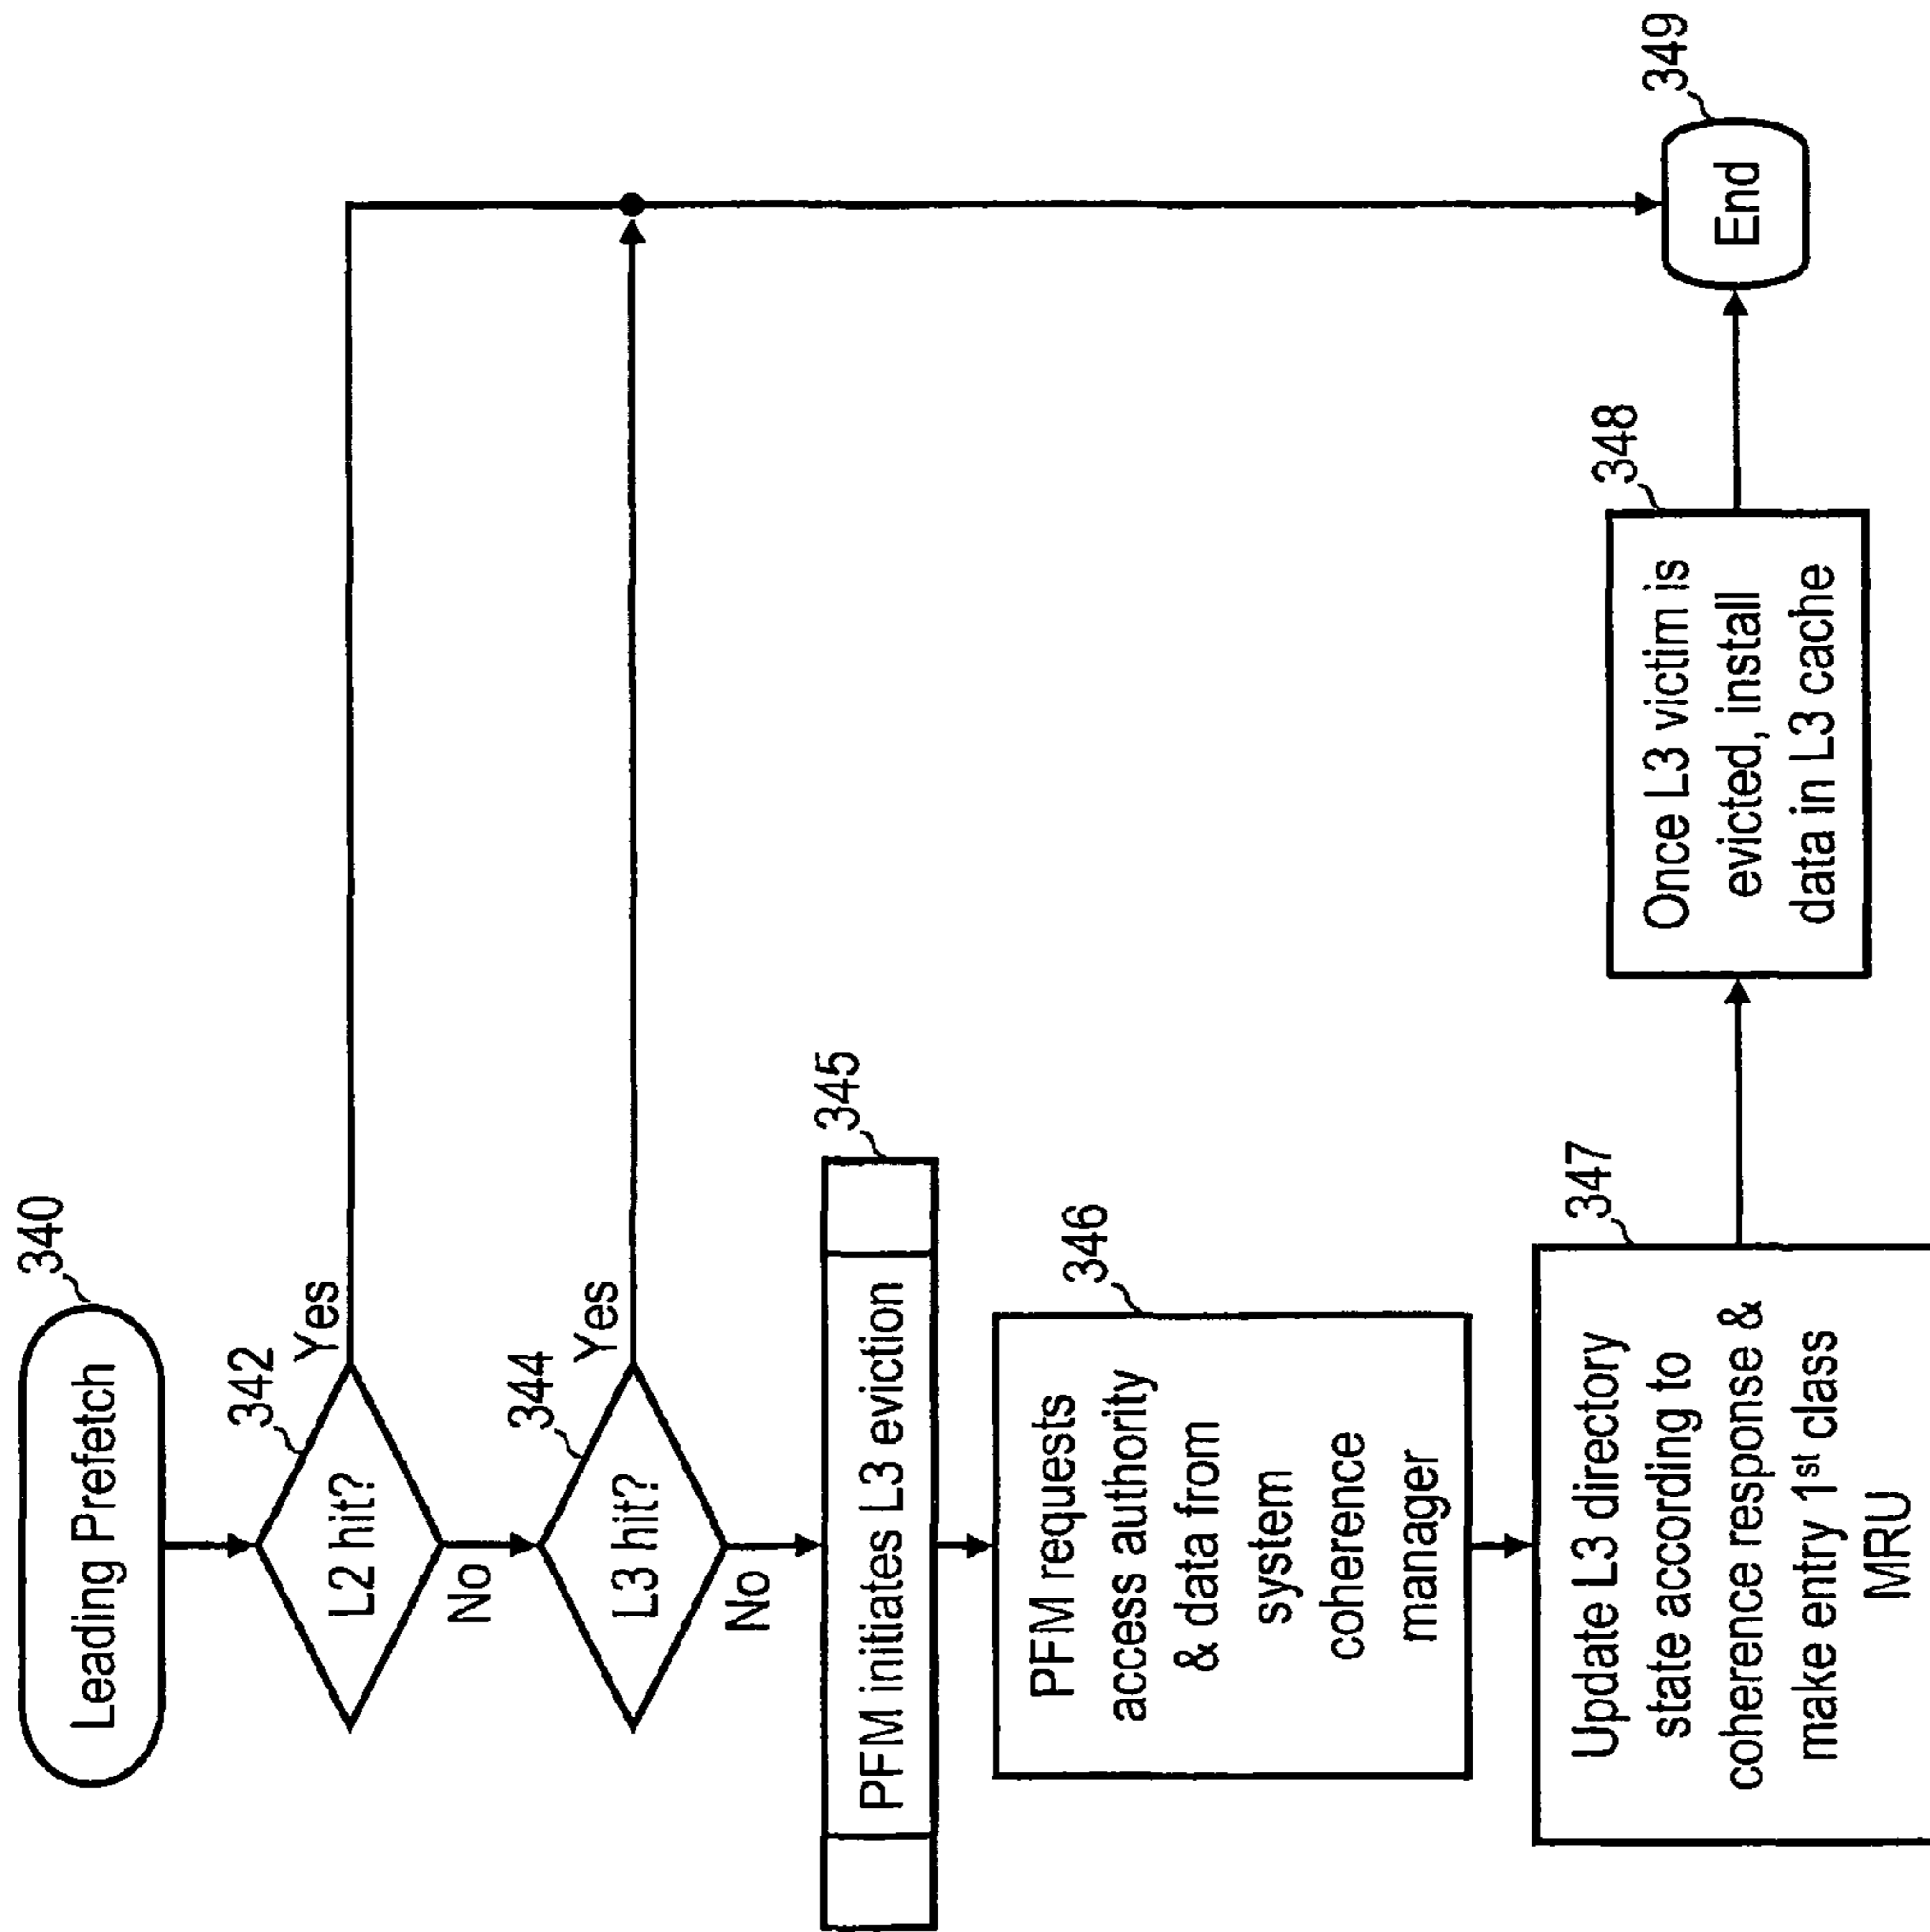 340
Leading Prefetch
342
L2 hit?
Yes
No
344
L3 hit?
Yes
No
345
PFM initiates L3 eviction
346
PFM requests
access authority
& data from
system
coherence
manager
347
Update L3 directory
state according to
coherence response &
make entry 1st class
MRU
348
Once L3 victim is
evicted, install
data in L3 cache
349
End